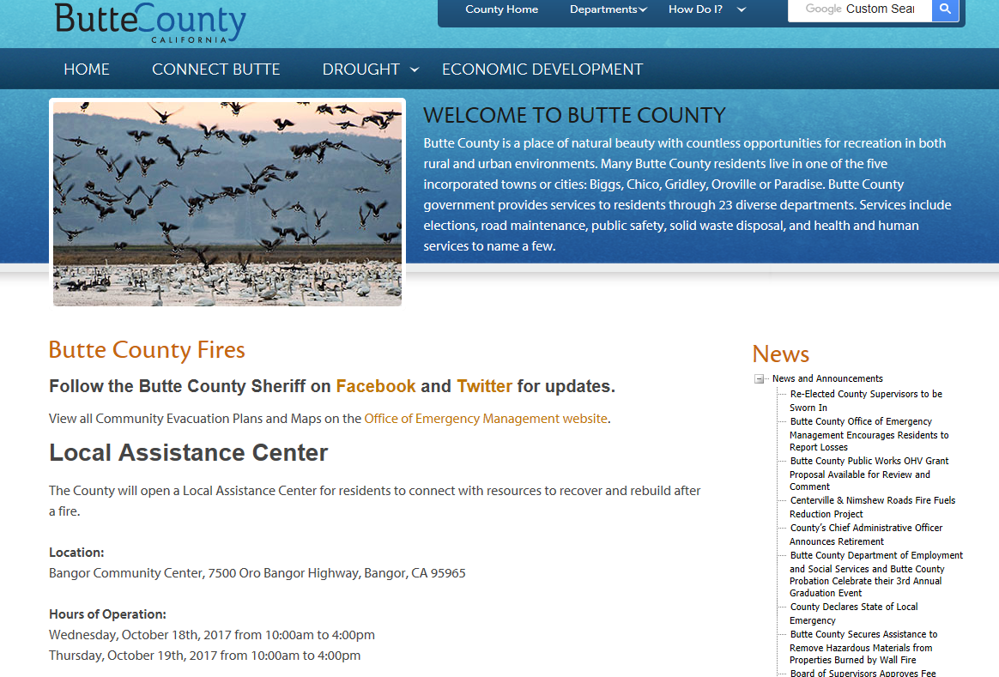 ButteCounty
CALIFORNIA
County Home Departments How Do I?
Google Custom Sear
HOME CONNECT BUTTE DROUGHT ECONOMIC DEVELOPMENT
WELCOME TO BUTTE COUNTY
Butte County is a place of natural beauty with countless opportunities for recreation in both
rural and urban environments. Many Butte County residents live in one of the five
incorporated towns or cities: Biggs, Chico, Gridley, Oroville or Paradise. Butte County
government provides services to residents through 23 diverse departments. Services include
elections, road maintenance, public safety, solid waste disposal, and health and human
services to name a few.
Butte County Fires
Follow the Butte County Sheriff on Facebook and Twitter for updates.
View all Community Evacuation Plans and Maps on the Office of Emergency Management website.
Local Assistance Center
The County will open a Local Assistance Center for residents to connect with resources to recover and rebuild after
a fire.
Location:
Bangor Community Center, 7500 Oro Bangor Highway, Bangor, CA 95965
Hours of Operation:
Wednesday, October 18th, 2017 from 10:00am to 4:00pm
Thursday, October 19th, 2017 from 10:00am to 4:00pm
News
News and Announcements
Re-Elected County Supervisors to be
Sworn In
Butte County Office of Emergency
Management Encourages Residents to
Report Losses
Butte County Public Works OHV Grant
Proposal Available for Review and
Comment
Centerville & Nimshew Roads Fire Fuels
Reduction Project
County’s Chief Administrative Officer
Announces Retirement
Butte County Department of Employment
and Social Services and Butte County
Probation Celebrate their 3rd Annual
Graduation Event
County Declares State of Local
Emergency
Butte County Secures Assistance to
Remove Hazardous Materials from
Properties Burned by Wall Fire
Board of Supervisors Approves Fee